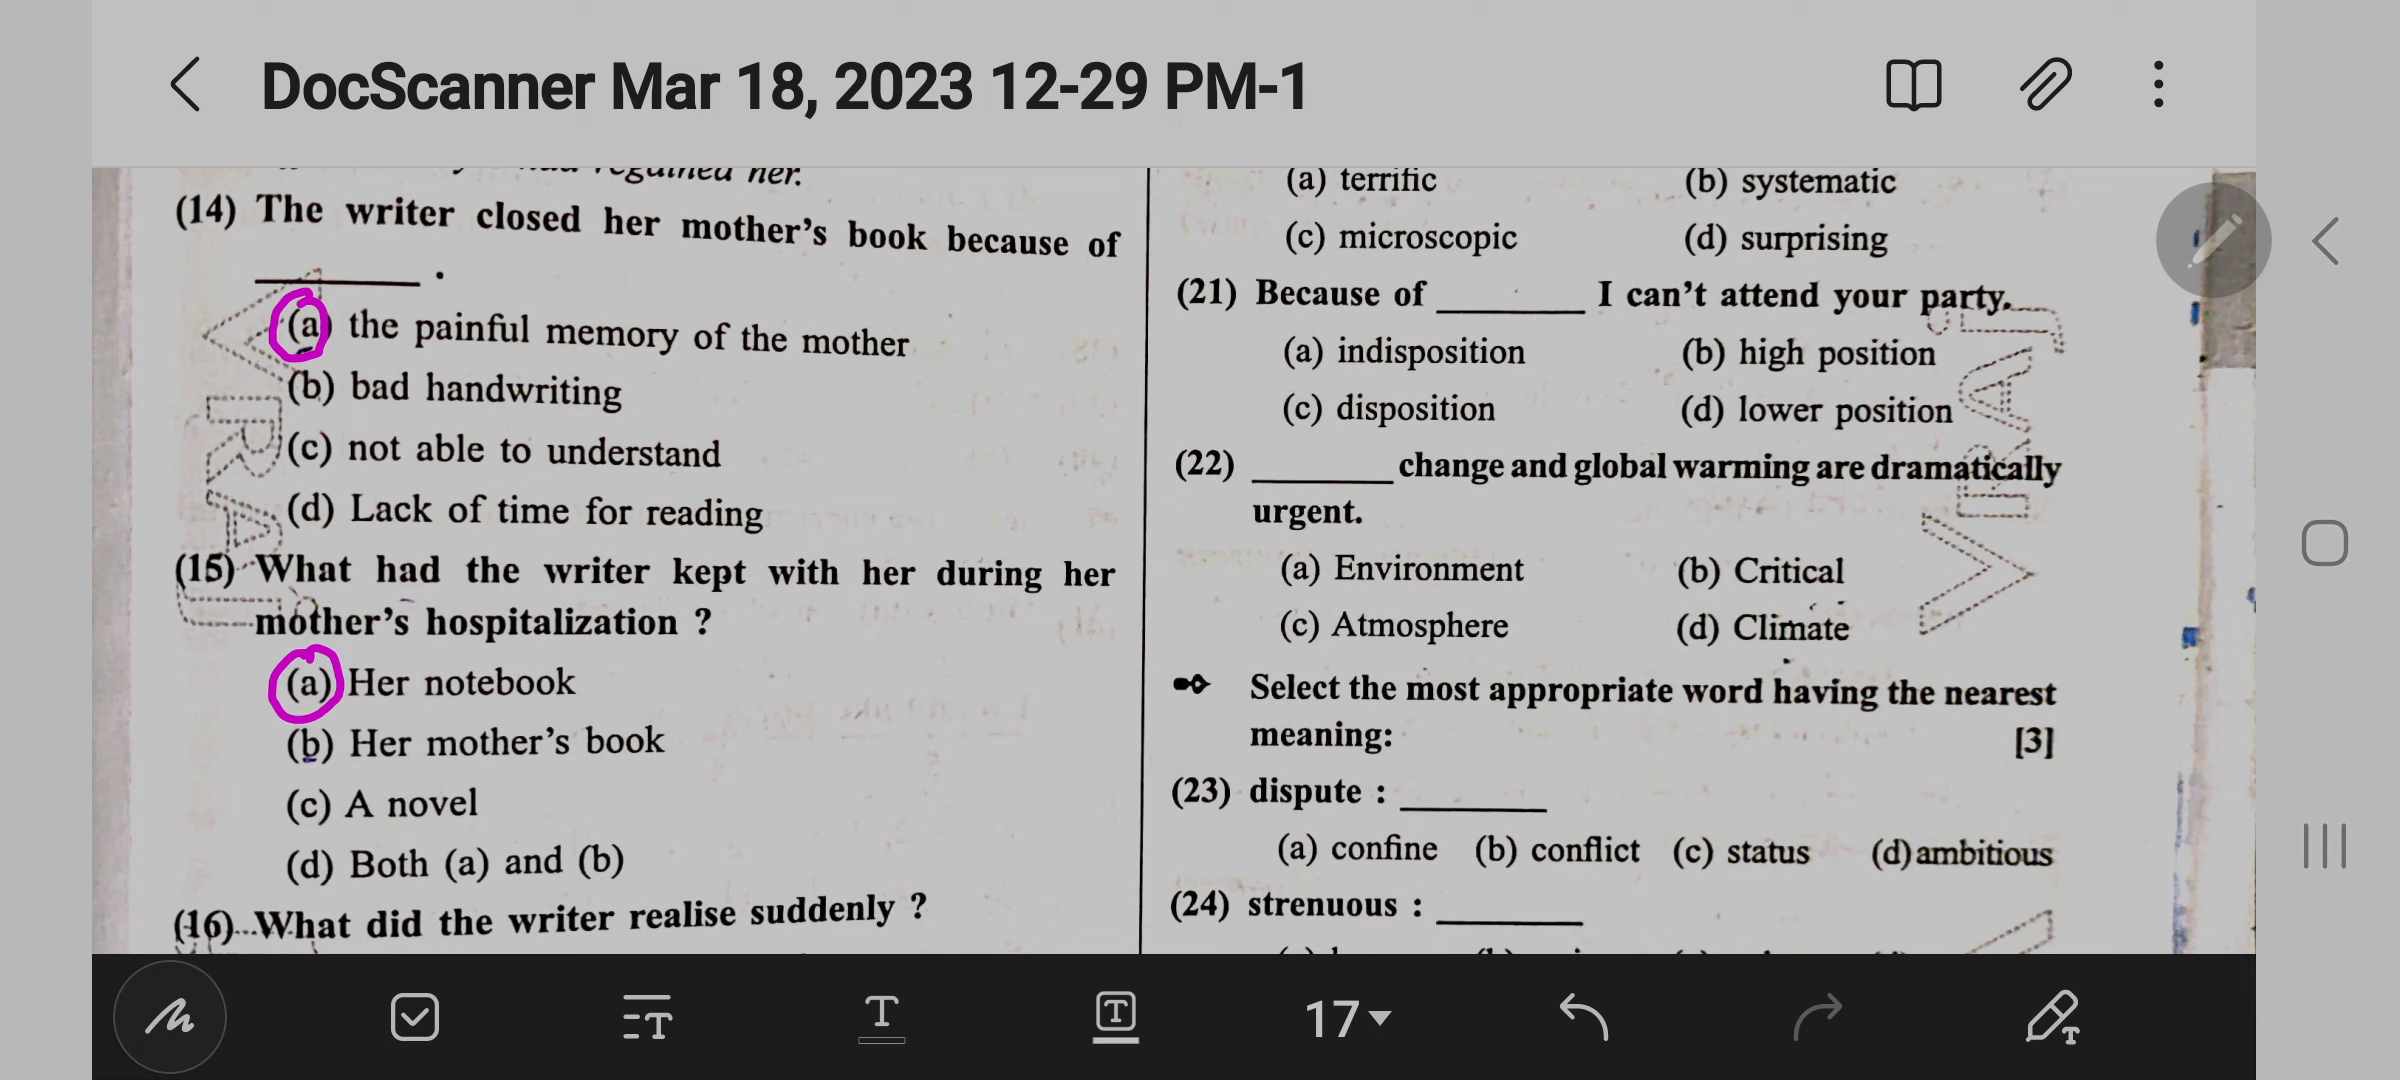 DocScanner Mar 18, 2023 12-29 PM-1
regained her.
(14) The writer closed her mother's book because of
________ .
(a) the painful memory of the mother
(b) bad handwriting
(c) not able to understand
(d) Lack of time for reading
(15) What had the writer kept with her during her
mother's hospitalization ?
(a) Her notebook
(b) Her mother's book
(c) A novel
(d) Both (a) and (b)
(16) What did the writer realise suddenly ?
(a) terrific (b) systematic
(c) microscopic (d) surprising
(21) Because of ________ I can't attend your party.
(a) indisposition (b) high position
(c) disposition (d) lower position
(22) ________ change and global warming are dramatically
urgent.
(a) Environment (b) Critical
(c) Atmosphere (d) Climate
Select the most appropriate word having the nearest
meaning: [3]
(23) dispute : ________
(a) confine (b) conflict (c) status (d) ambitious
(24) strenuous : ________
17